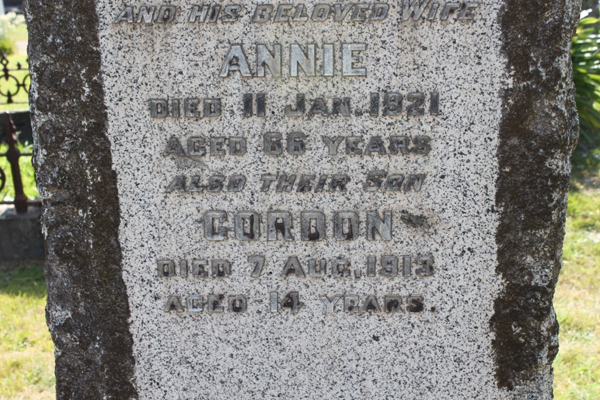 AND HIS BELOVED WIFE
ANNIE
DIED 11 JAN. 1921
AGED 66 YEARS
ALSO THEIR SON
GORDON
DIED 7 AUG. 1913
AGED 14 YEARS.